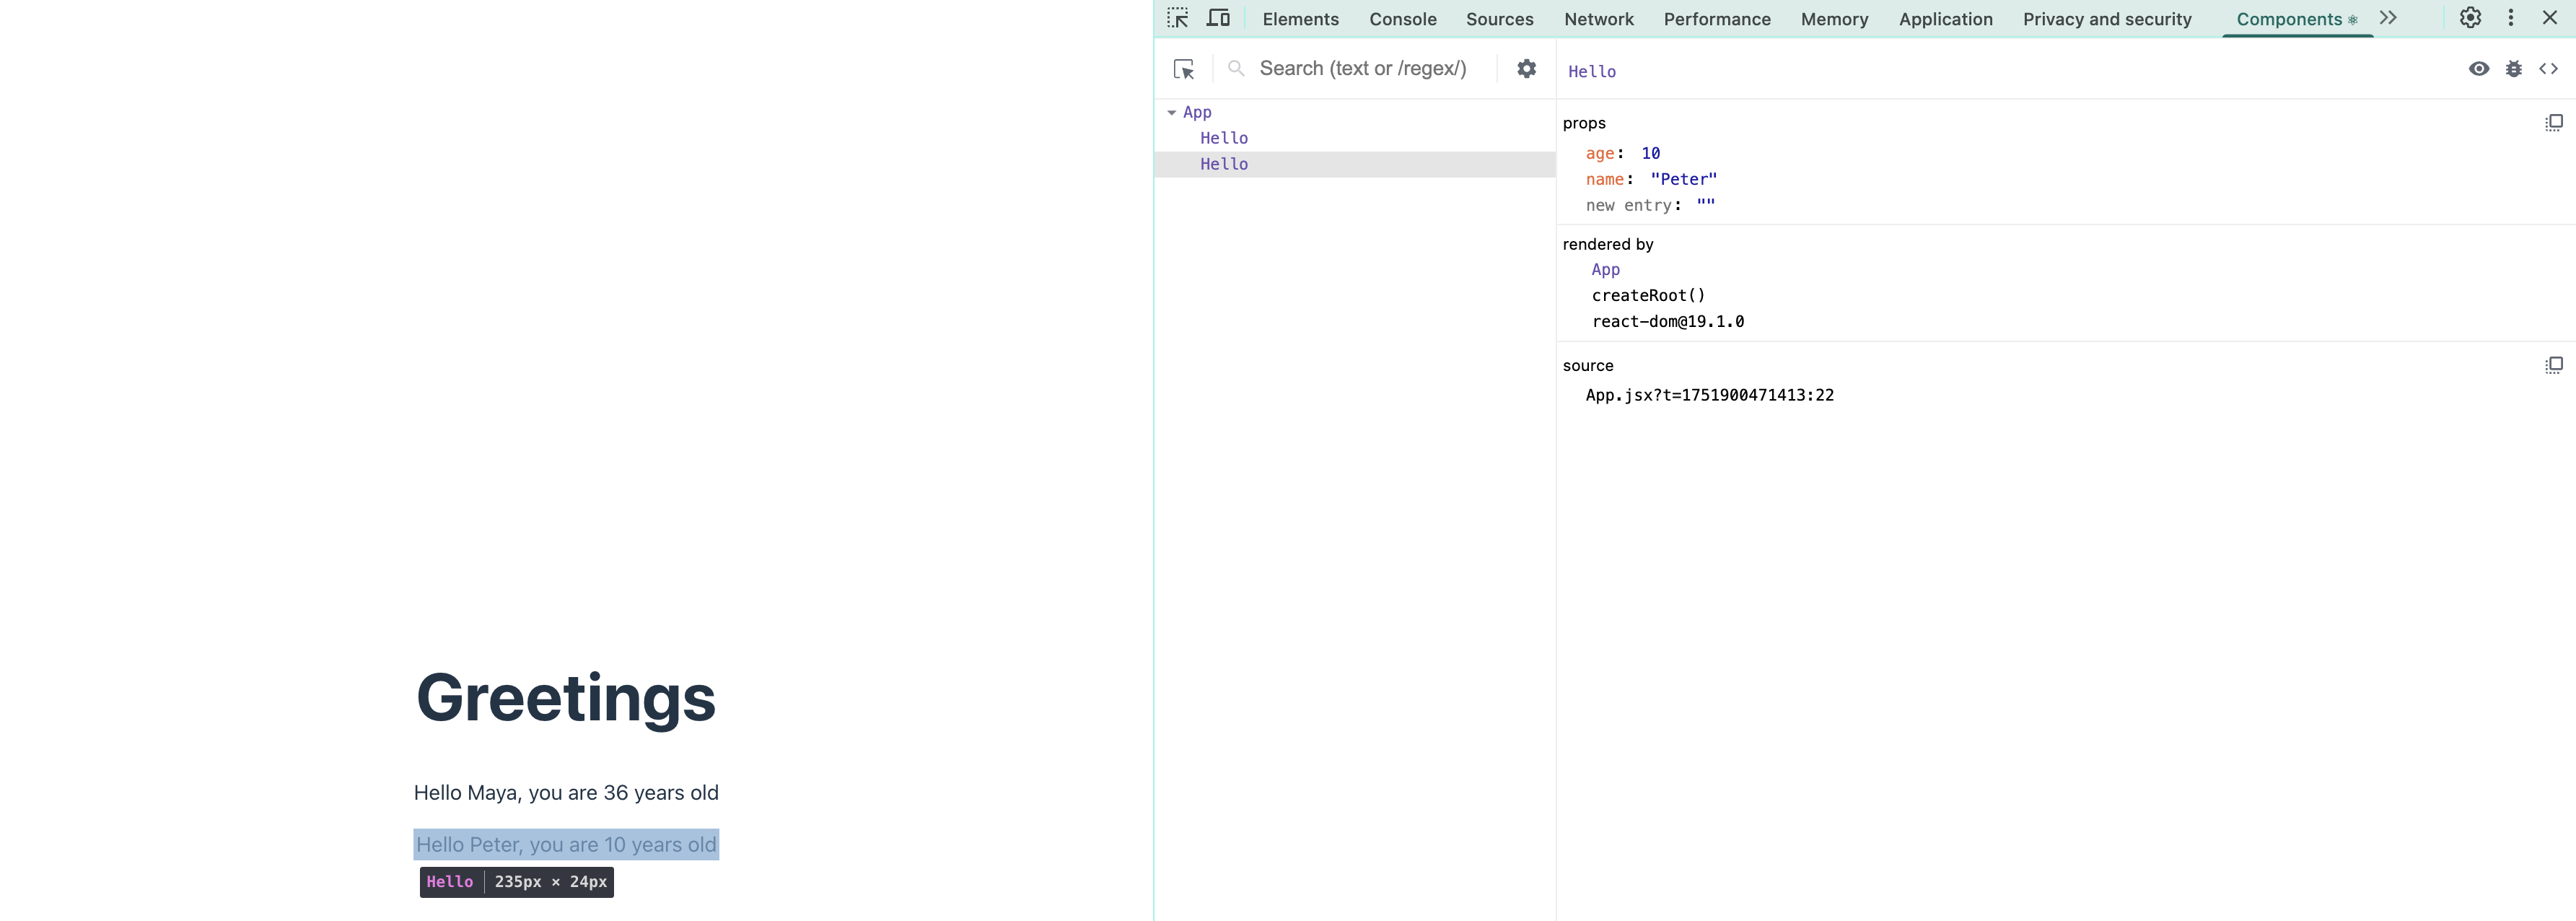 Elements Console Sources Network Performance Memory Application Privacy and security Components ⚛
Search (text or /regex/)
App
Hello
Hello
Hello
props
age: 10
name: "Peter"
new entry: ""
rendered by
App
createRoot()
react-dom@19.1.0
source
App.jsx?t=1751900471413:22
Greetings
Hello Maya, you are 36 years old
Hello Peter, you are 10 years old
Hello 235px × 24px